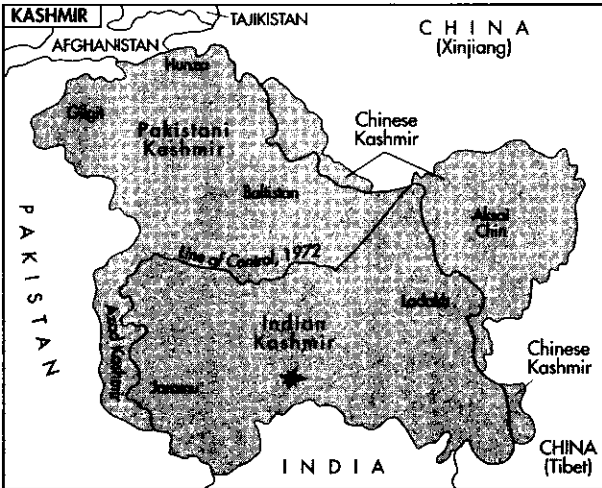 KASHMIR
TAJIKISTAN
AFGHANISTAN
CHINA
(Xinjiang)
Hunza
Gilgit
Pakistani
Kashmir
Chinese
Kashmir
Baltistan
Aksai
Chin
PAKISTAN
Line of Control, 1972
Ladakh
Azad Kashmir
Indian
Kashmir
Jammu
Chinese
Kashmir
CHINA
(Tibet)
INDIA